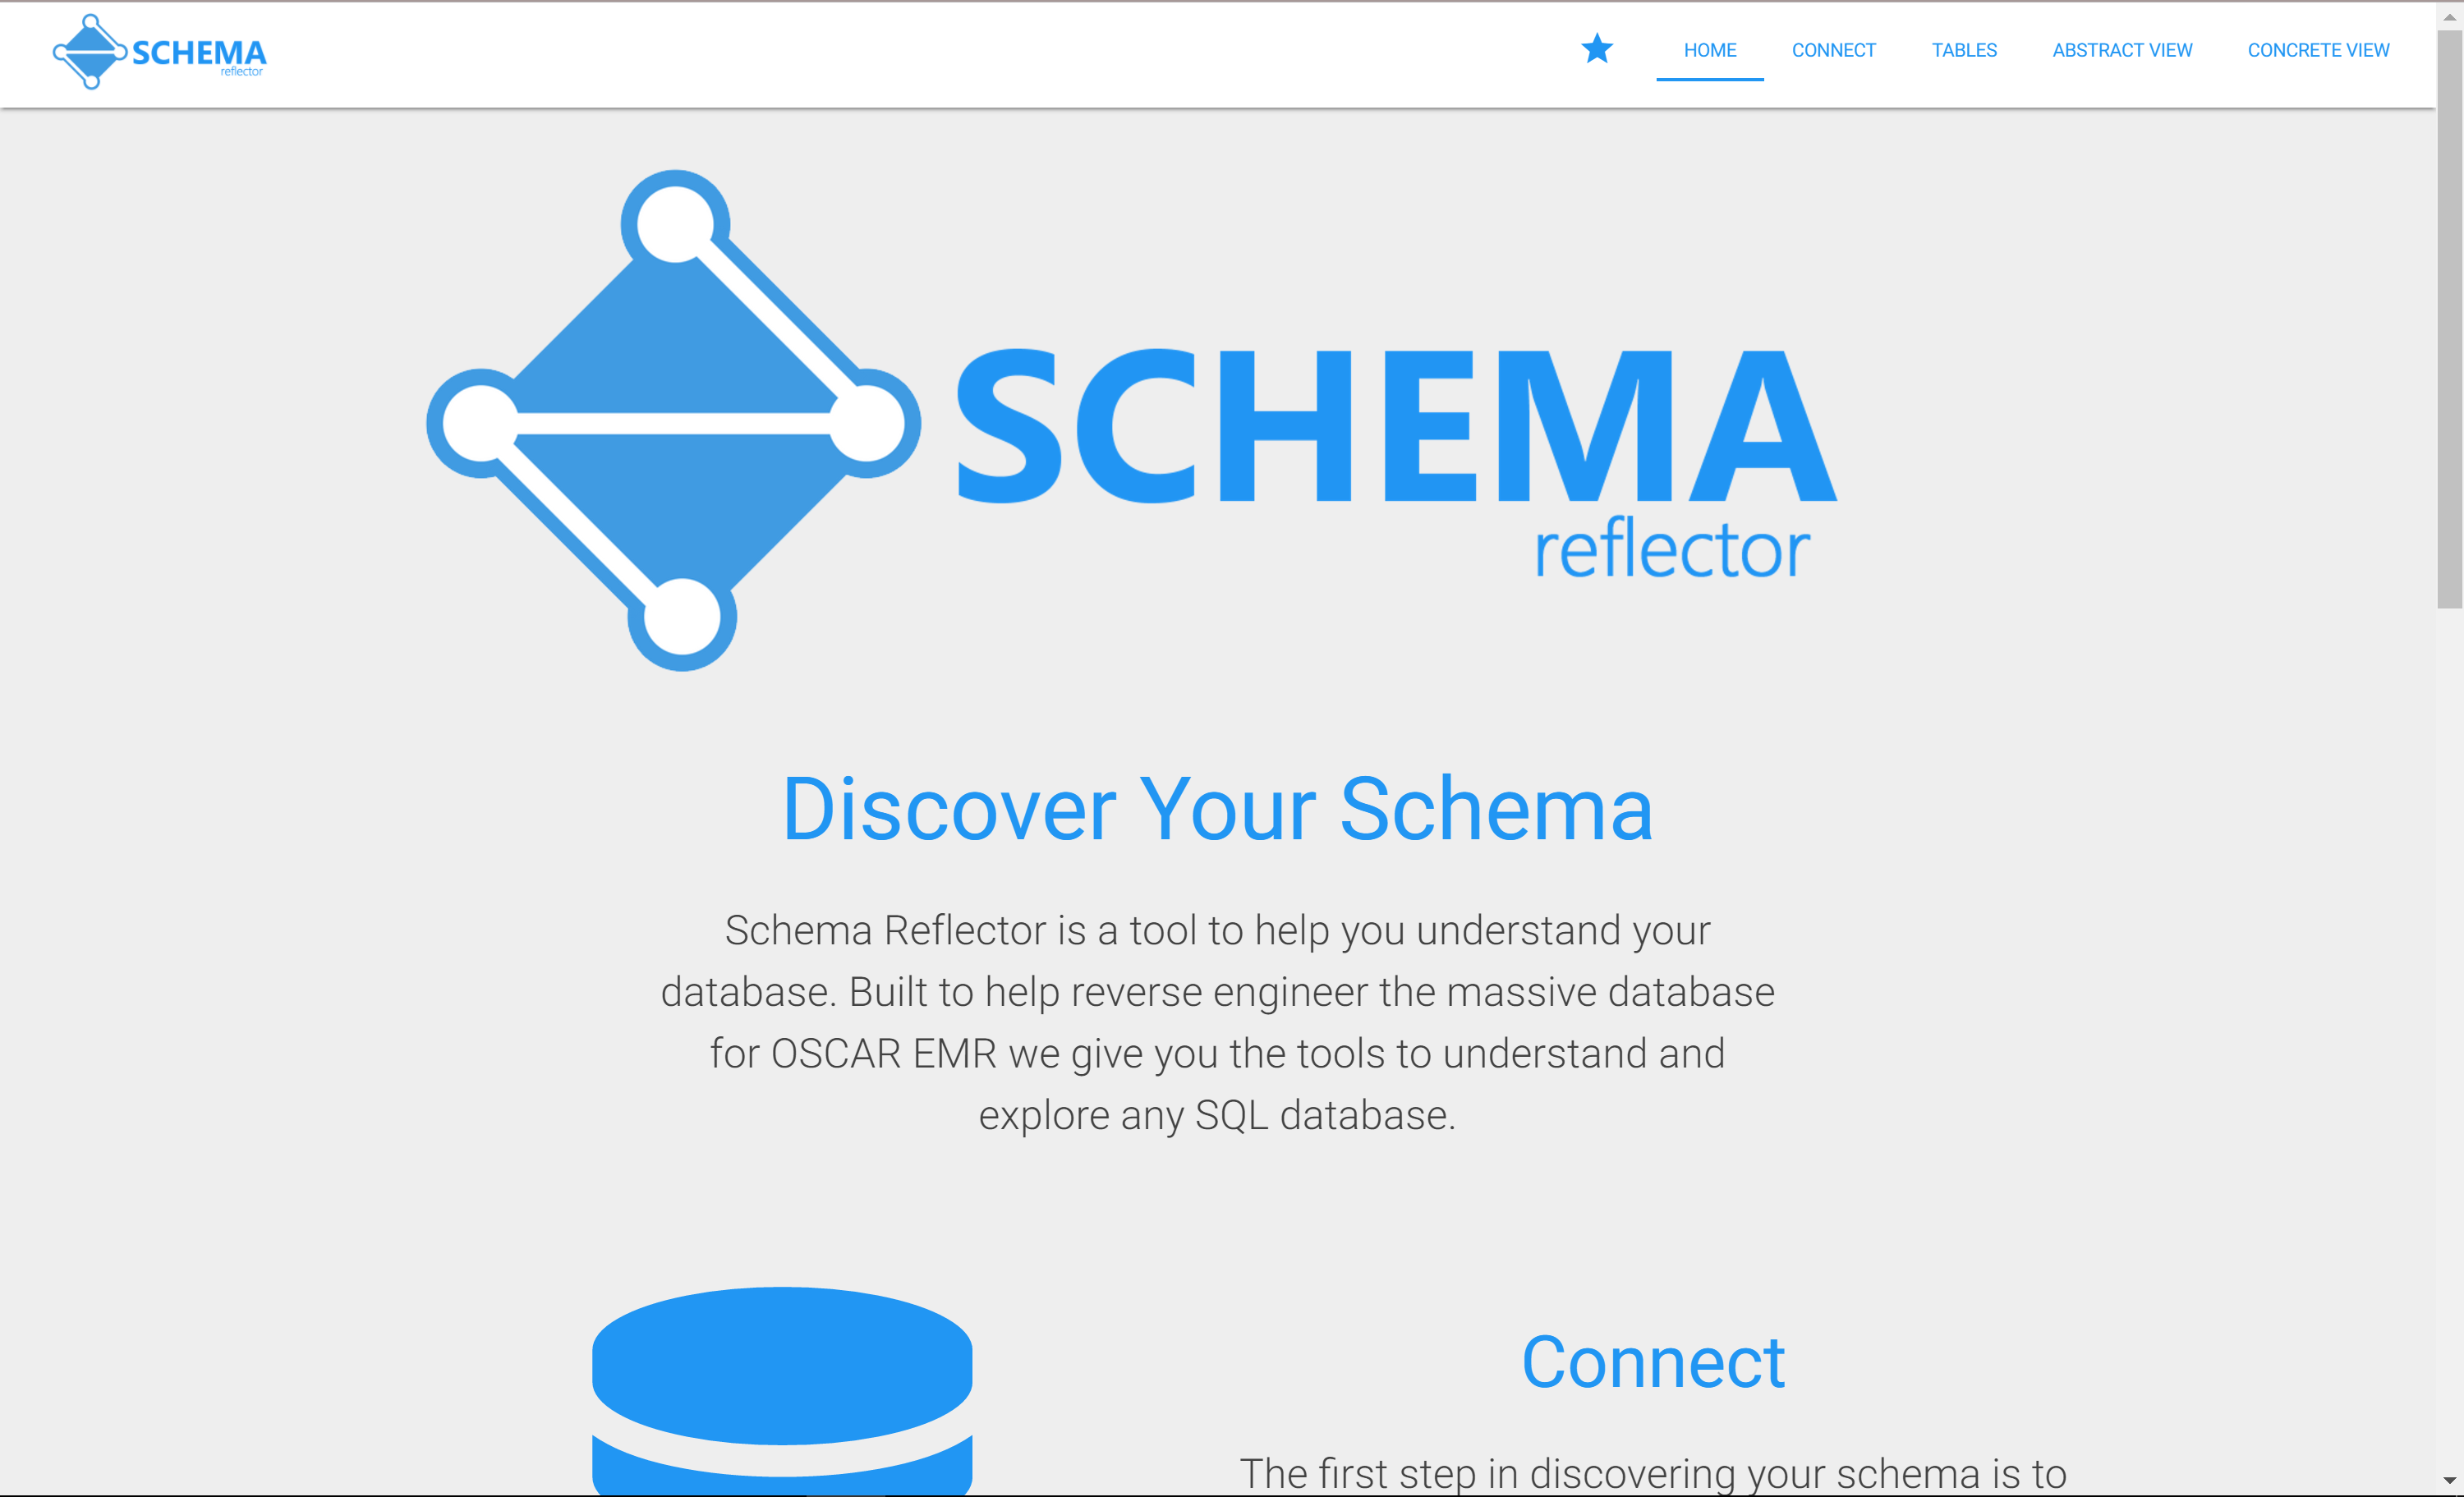 SCHEMA
reflector
HOME CONNECT TABLES ABSTRACT VIEW CONCRETE VIEW
SCHEMA
reflector
Discover Your Schema
Schema Reflector is a tool to help you understand your
database. Built to help reverse engineer the massive database
for OSCAR EMR we give you the tools to understand and
explore any SQL database.
Connect
The first step in discovering your schema is to